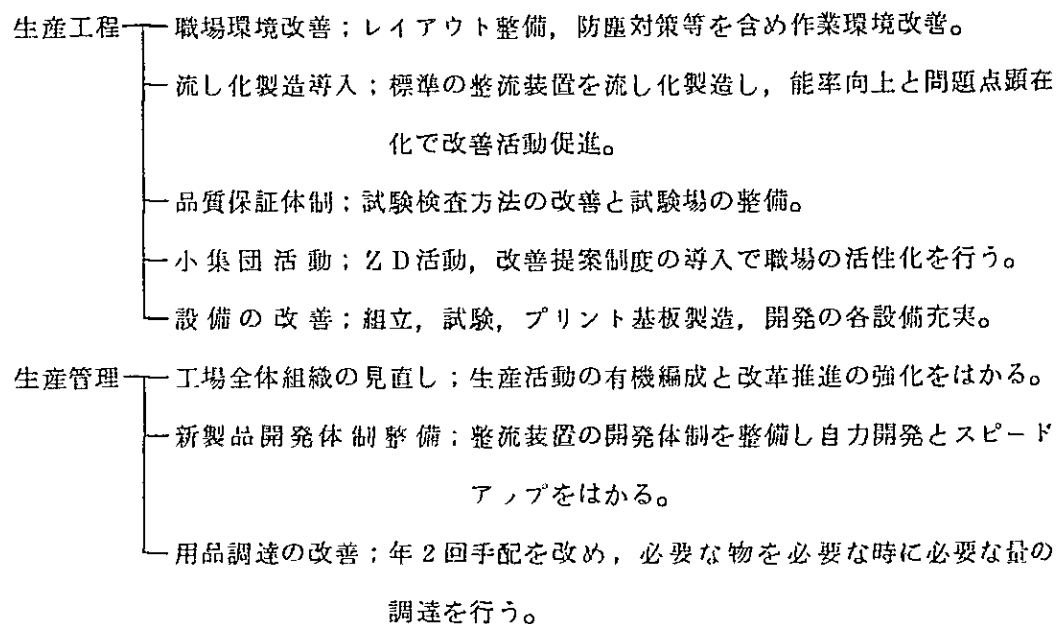 生産工程 職場環境改善；レイアウト整備，防塵対策等を含め作業環境改善。
流し化製造導入；標準の整流装置を流し化製造し，能率向上と問題点顕在
化で改善活動促進。
品質保証体制；試験検査方法の改善と試験場の整備。
小集団活動；ＺＤ活動，改善提案制度の導入で職場の活性化を行う。
設備の改善；組立，試験，プリント基板製造，開発の各設備充実。
生産管理 工場全体組織の見直し；生産活動の有機編成と改革推進の強化をはかる。
新製品開発体制整備；整流装置の開発体制を整備し自力開発とスピード
アップをはかる。
用品調達の改善；年２回手配を改め，必要な物を必要な時に必要な量の
調達を行う。